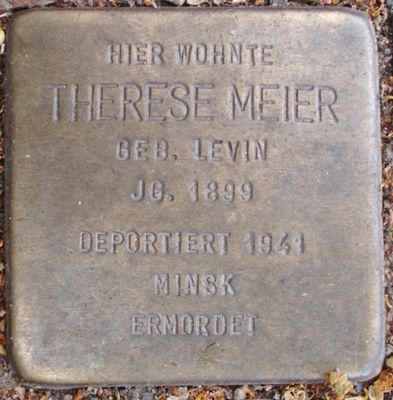 HIER WOHNTE
THERESE MEIER
GEB. LEVIN
JG. 1899
DEPORTIERT 1941
MINSK
ERMORDET